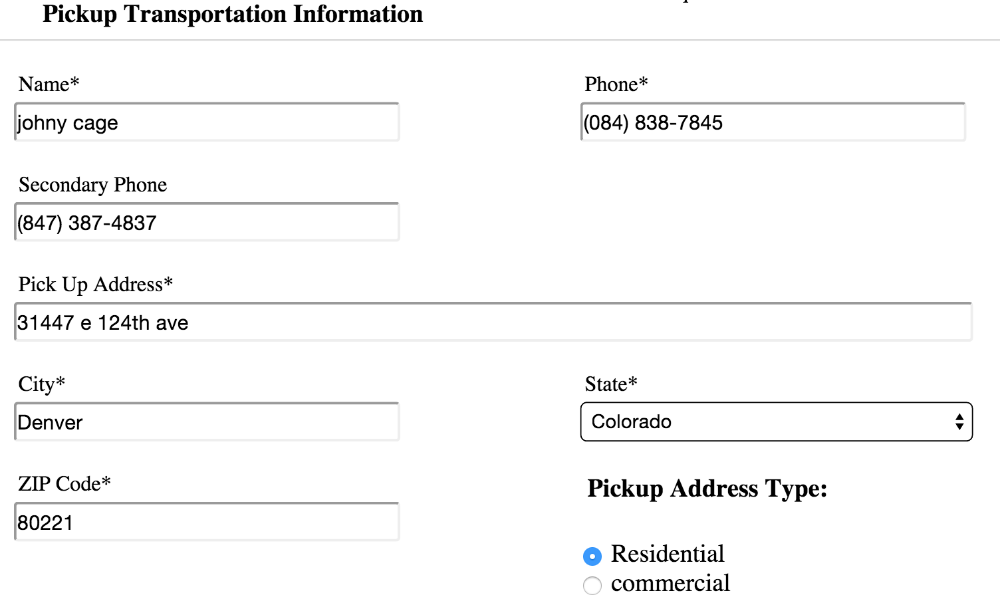 Pickup Transportation Information
Name*
Phone*
johny cage
(084) 838-7845
Secondary Phone
(847) 387-4837
Pick Up Address*
31447 e 124th ave
City*
State*
Denver
Colorado
ZIP Code*
Pickup Address Type:
80221
Residential
commercial